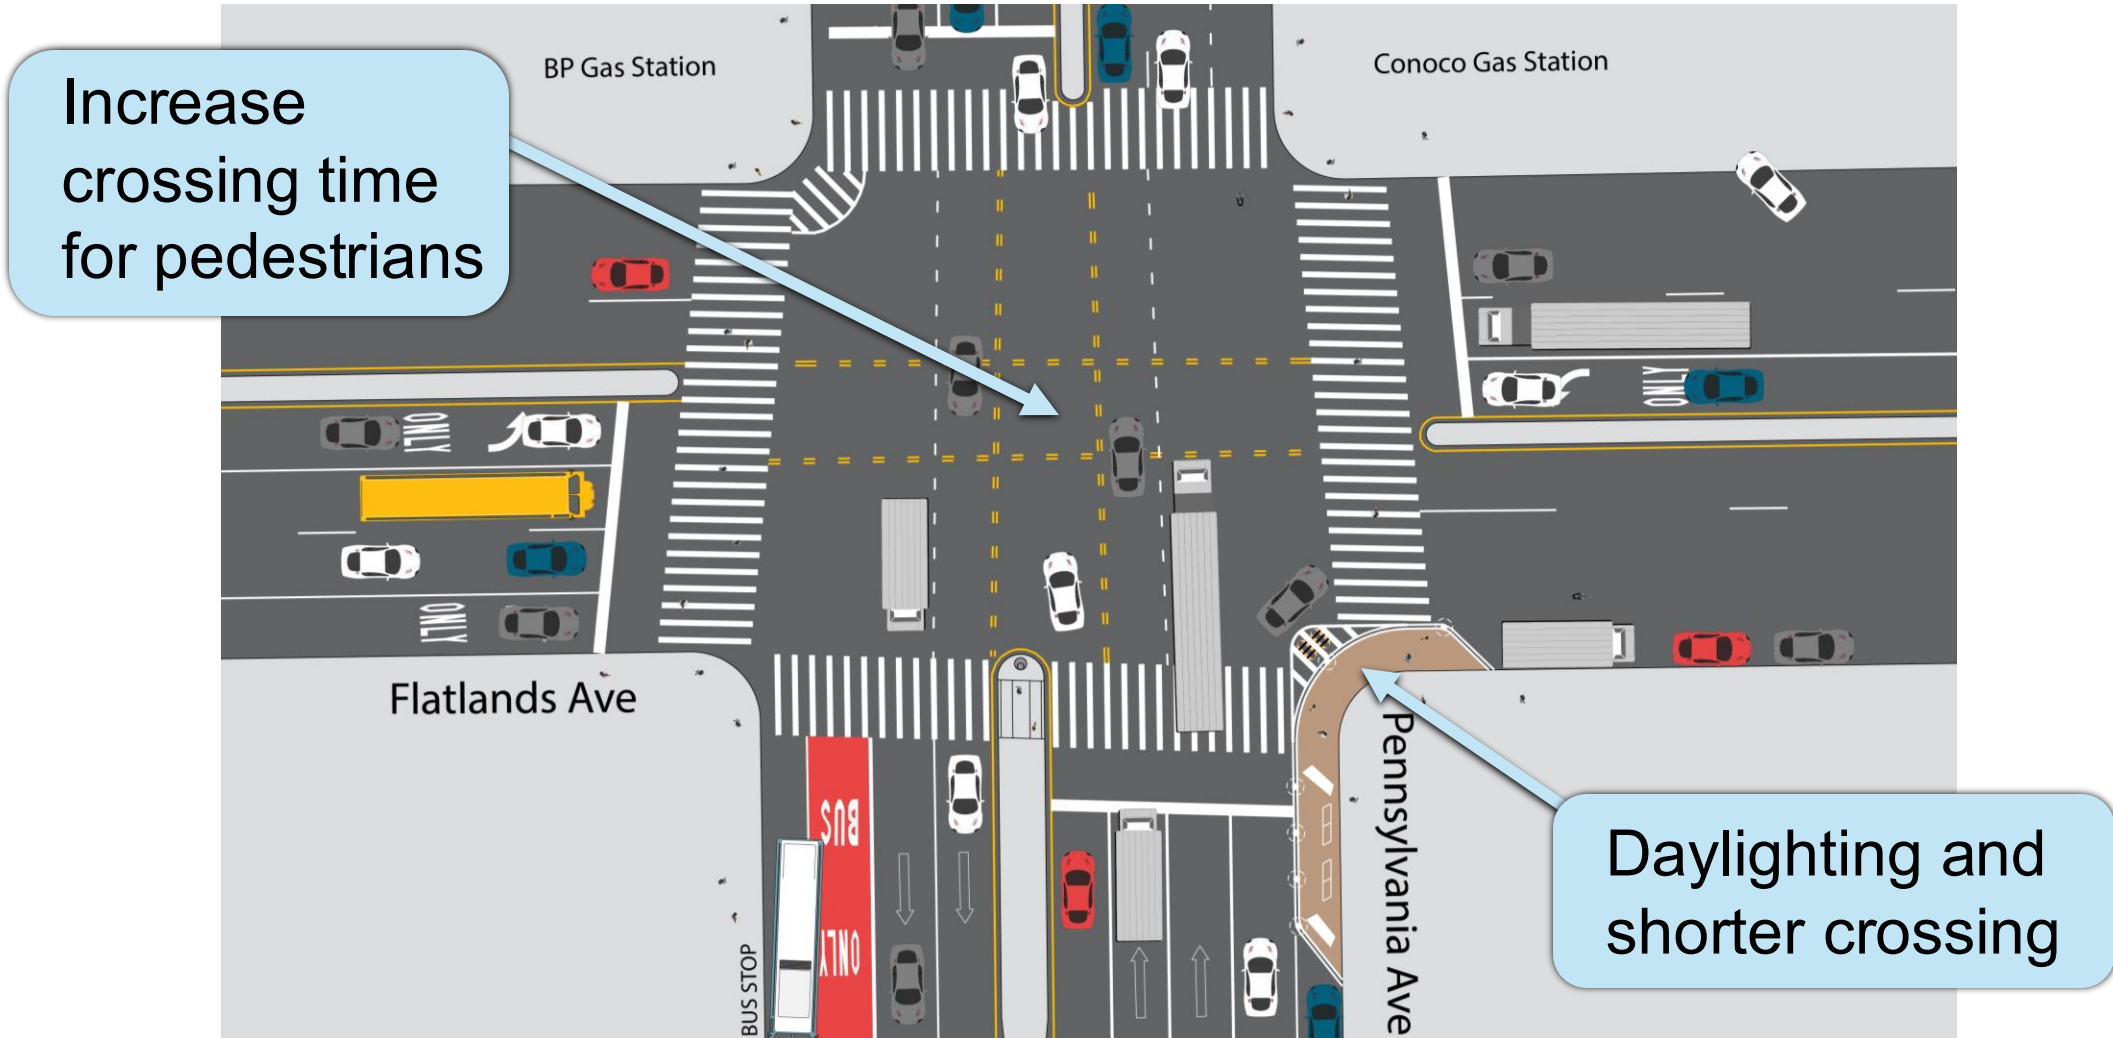 Increase
crossing time
for pedestrians
BP Gas Station
Conoco Gas Station
ONLY
ONLY
ONLY
Flatlands Ave
Pennsylvania Ave
BUS
ONLY
BUS STOP
Daylighting and
shorter crossing